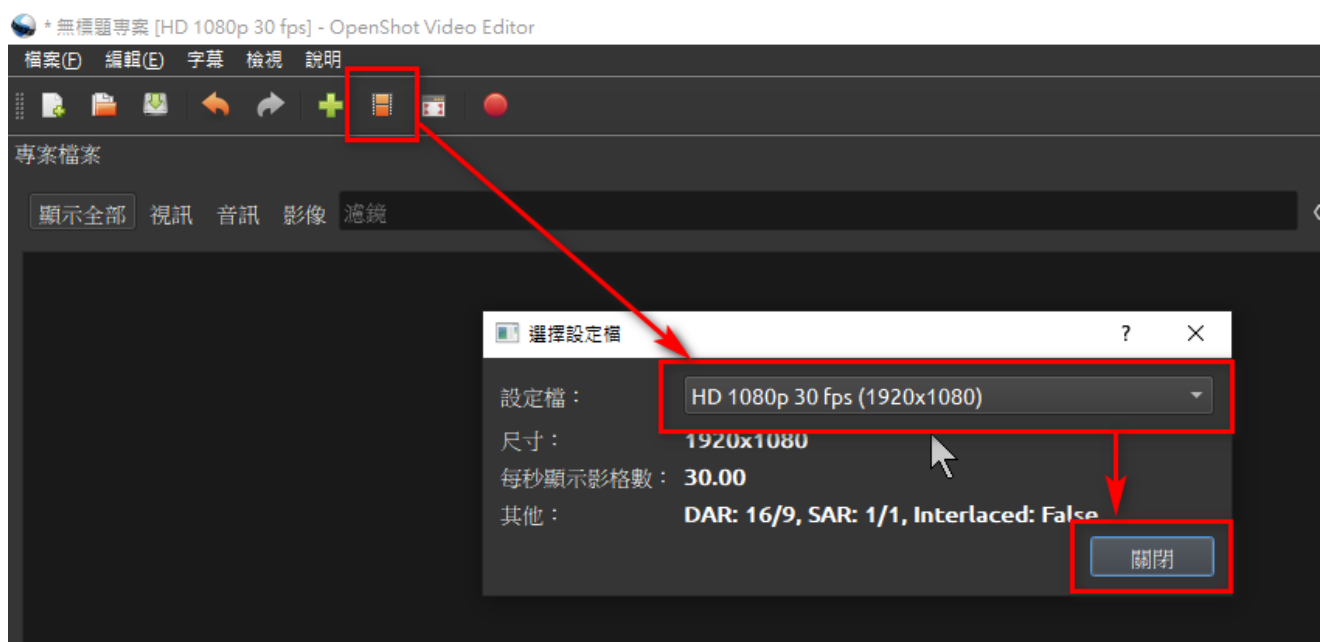 * 無標題專案 [HD 1080p 30 fps] - OpenShot Video Editor
檔案(F) 編輯(E) 字幕 檢視 說明
專案檔案
顯示全部 視訊 音訊 影像 濾鏡
選擇設定檔 ?
設定檔： HD 1080p 30 fps (1920x1080)
尺寸： 1920x1080
每秒顯示影格數： 30.00
其他： DAR: 16/9, SAR: 1/1, Interlaced: False
關閉